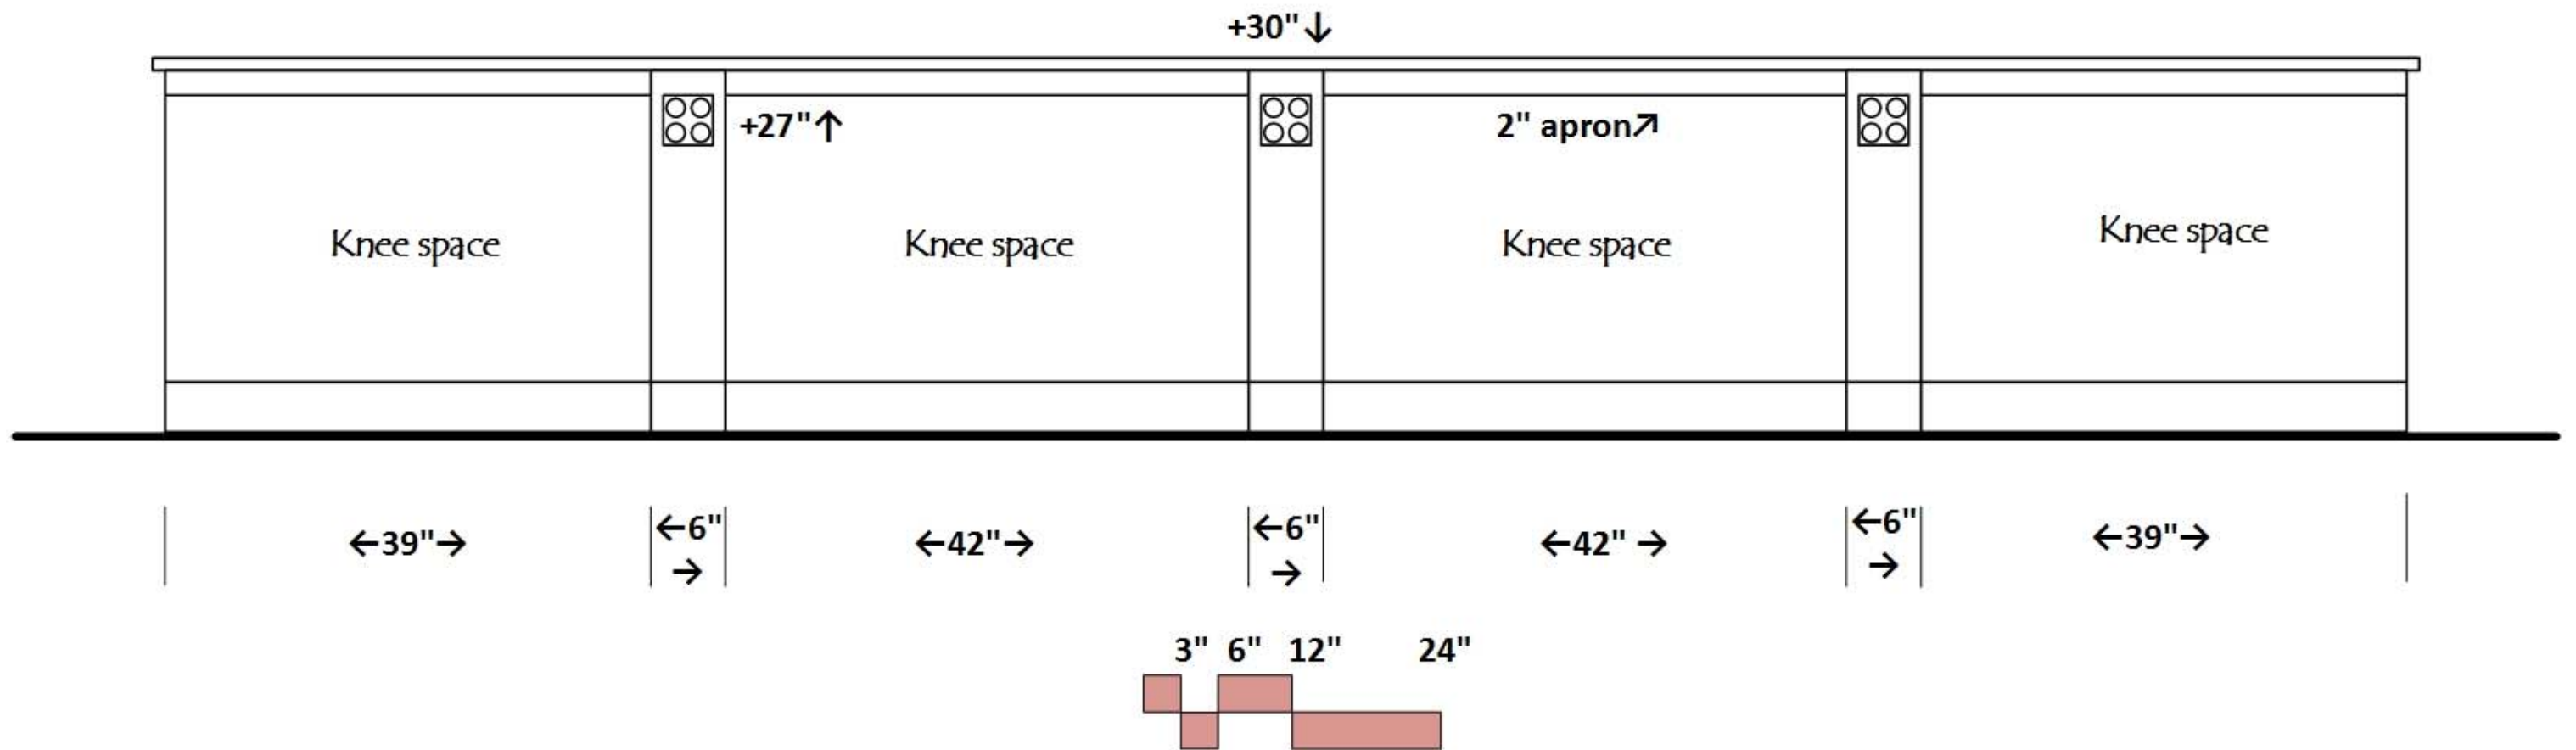 +30"↓
+27"↑
2" apron↗
Knee space
Knee space
Knee space
Knee space
←39"→
←6"
→
←42"→
←6"
→
←42" →
←6"
→
←39"→
3" 6" 12" 24"